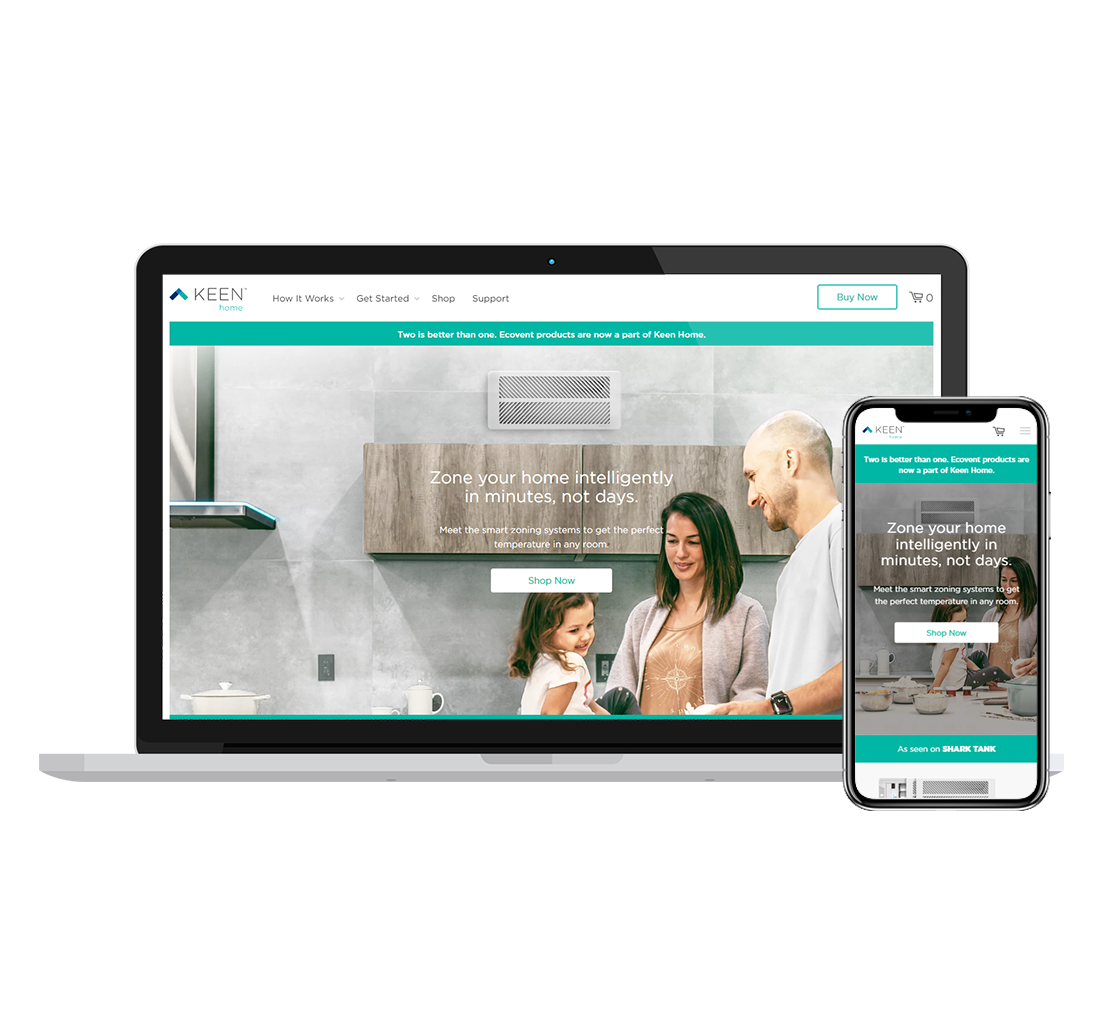 KEEN™
home
How It Works
Get Started
Shop
Support
Buy Now
0
Two is better than one. Ecovent products are now a part of Keen Home.
Zone your home intelligently
in minutes, not days.
Meet the smart zoning systems to get the perfect
temperature in any room.
Shop Now
KEEN™
home
Two is better than one. Ecovent products are
now a part of Keen Home.
Zone your home
intelligently in
minutes, not days.
Meet the smart zoning systems to get
the perfect temperature in any room.
Shop Now
As seen on SHARK TANK